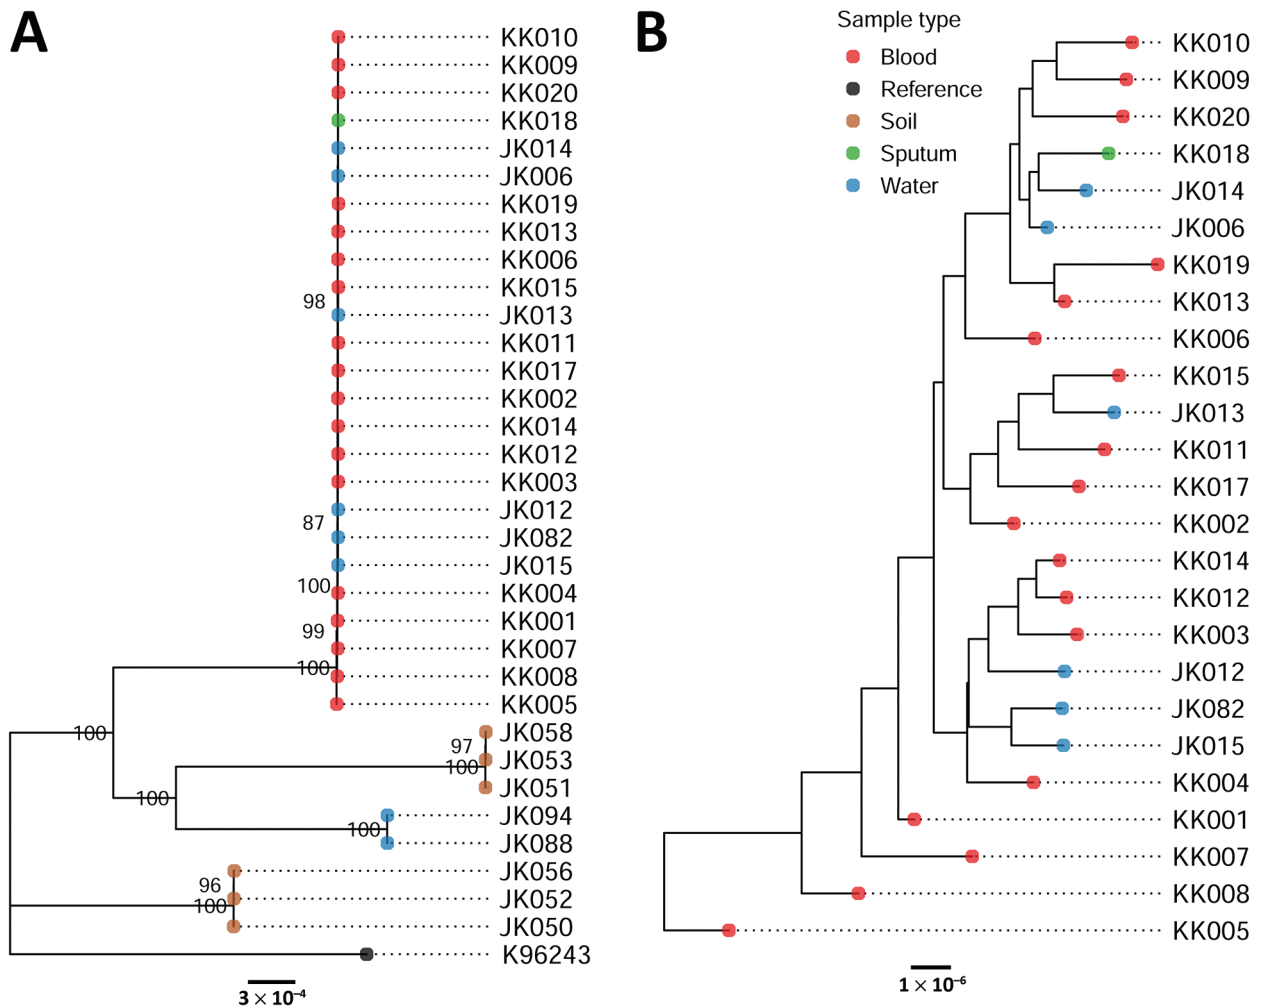 A
KK010
KK009
KK020
KK018
JK014
JK006
KK019
KK013
KK006
KK015
98
JK013
KK011
KK017
KK002
KK014
KK012
KK003
JK012
87
JK082
JK015
100
KK004
KK001
99
KK007
100
KK008
KK005
100
JK058
97
JK053
100
JK051
100
JK094
100
JK088
JK056
96
JK052
100
JK050
K96243
3 × 10⁻⁴
B
Sample type
Blood
Reference
Soil
Sputum
Water
KK010
KK009
KK020
KK018
JK014
JK006
KK019
KK013
KK006
KK015
JK013
KK011
KK017
KK002
KK014
KK012
KK003
JK012
JK082
JK015
KK004
KK001
KK007
KK008
KK005
1 × 10⁻⁶